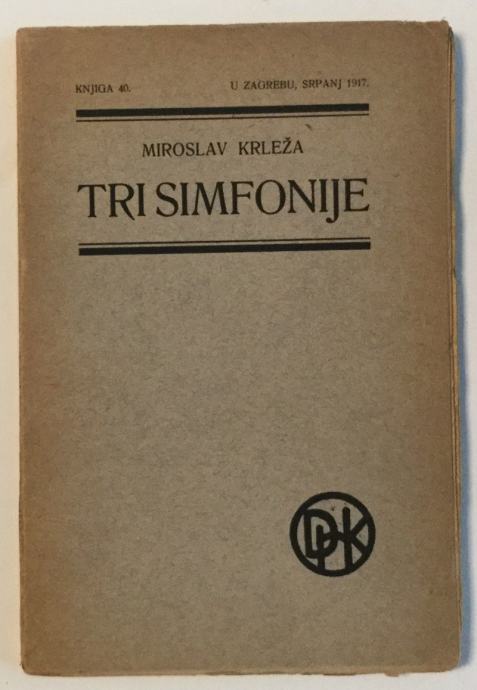 KNJIGA 40. U ZAGREBU, SRPANJ 1917.
MIROSLAV KRLEŽA
TRI SIMFONIJE
DHK